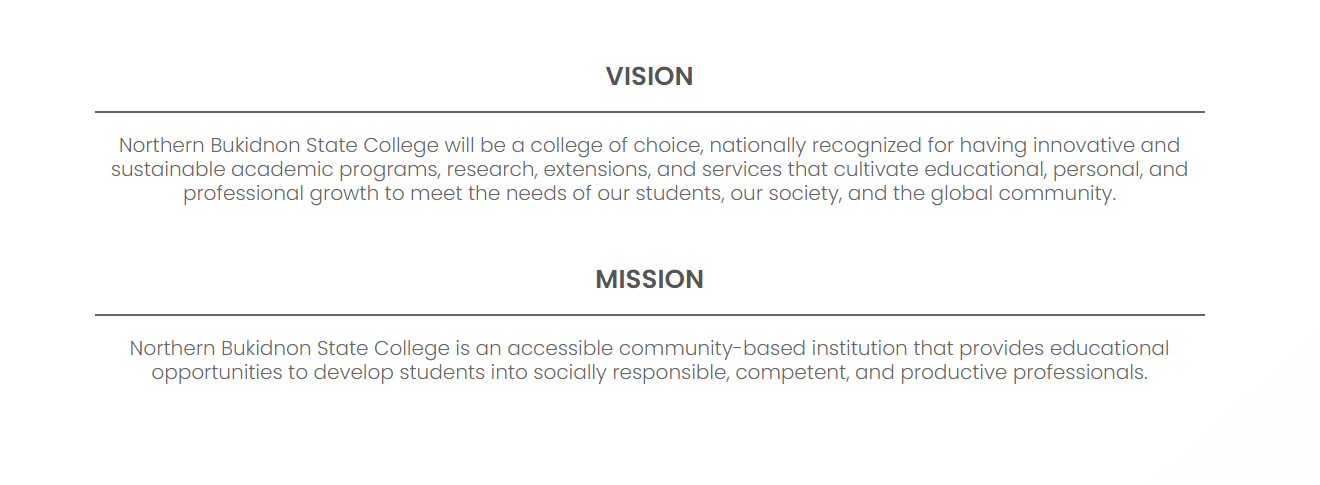 VISION
Northern Bukidnon State College will be a college of choice, nationally recognized for having innovative and
sustainable academic programs, research, extensions, and services that cultivate educational, personal, and
professional growth to meet the needs of our students, our society, and the global community.
MISSION
Northern Bukidnon State College is an accessible community-based institution that provides educational
opportunities to develop students into socially responsible, competent, and productive professionals.